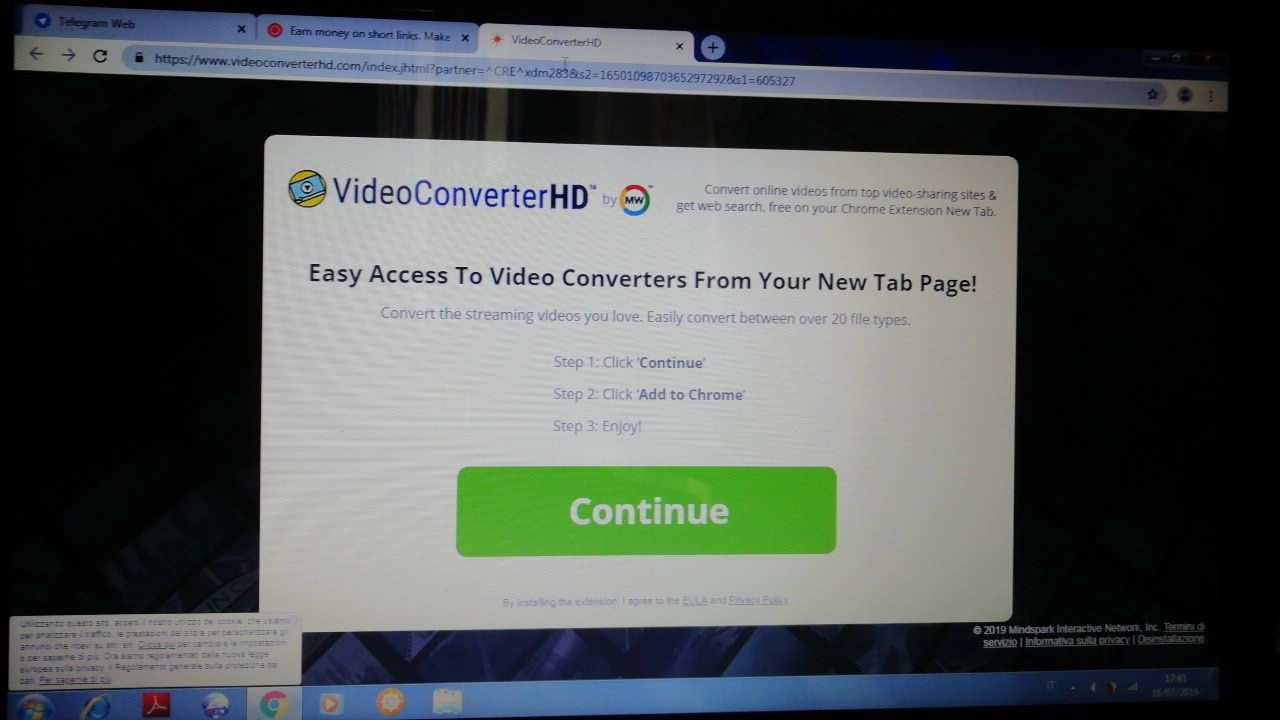 Telegram Web
Earn money on short links. Make
VideoConverterHD
https://www.videoconverterhd.com/index.jhtml?partner=^CRE^xdm283&s2=1650109870365297292&s1=605327
VideoConverterHD™ by MW™
Convert online videos from top video-sharing sites &
get web search, free on your Chrome Extension New Tab.
Easy Access To Video Converters From Your New Tab Page!
Convert the streaming videos you love. Easily convert between over 20 file types.
Step 1: Click 'Continue'
Step 2: Click 'Add to Chrome'
Step 3: Enjoy!
Continue
By installing the extension, I agree to the EULA and Privacy Policy
Utilizzando questo sito, accetti il nostro utilizzo dei cookie, che usiamo
per analizzare il traffico, le prestazioni del sito e per personalizzare gli
annunci che ricevi su altri siti. Clicca qui per cambiare le impostazioni
o per saperne di più. Ora siamo regolamentati dalla nuova legge
europea sulla privacy, il Regolamento generale sulla protezione dei
dati. Per saperne di più.
© 2019 Mindspark Interactive Network, Inc. Termini di
servizio | Informativa sulla privacy | Disinstallazione
IT
17:41
16/07/2019